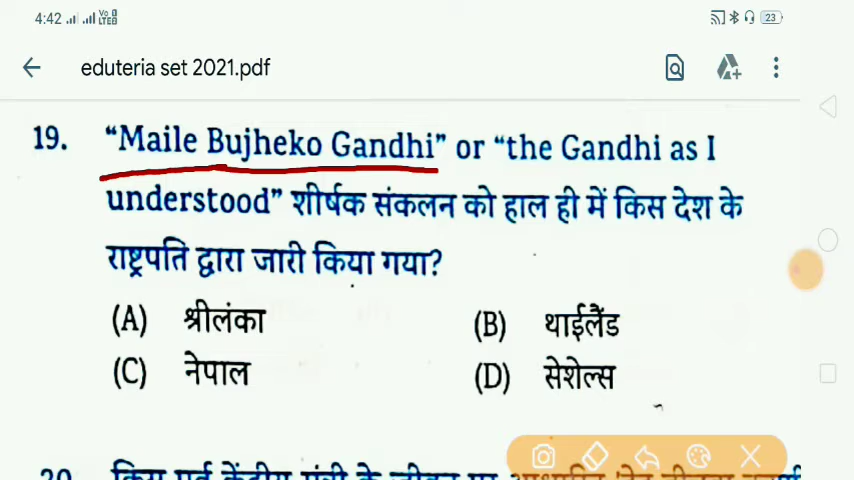 4:42
23
eduteria set 2021.pdf
19. “Maile Bujheko Gandhi” or “the Gandhi as I
understood” शीर्षक संकलन को हाल ही में किस देश के
राष्ट्रपति द्वारा जारी किया गया?
(A) श्रीलंका (B) थाईलैंड
(C) नेपाल (D) सेशेल्स